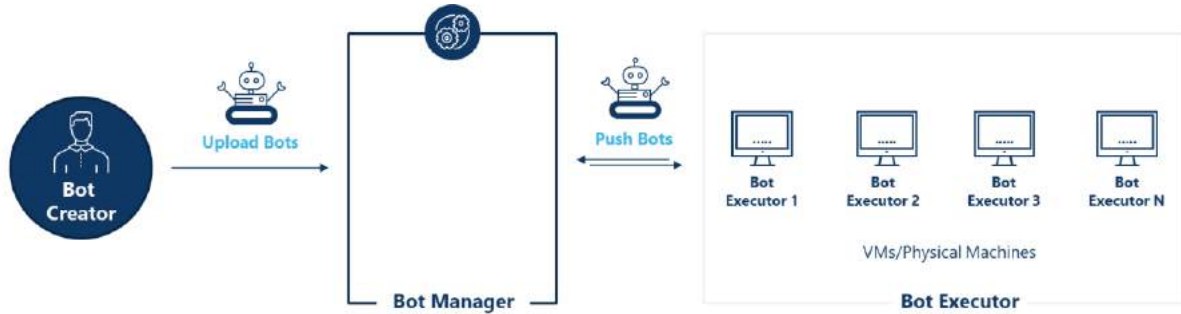 Upload Bots
Push Bots
Bot
Creator
Bot
Executor 1
Bot
Executor 2
Bot
Executor 3
Bot
Executor N
VMs/Physical Machines
Bot Manager
Bot Executor